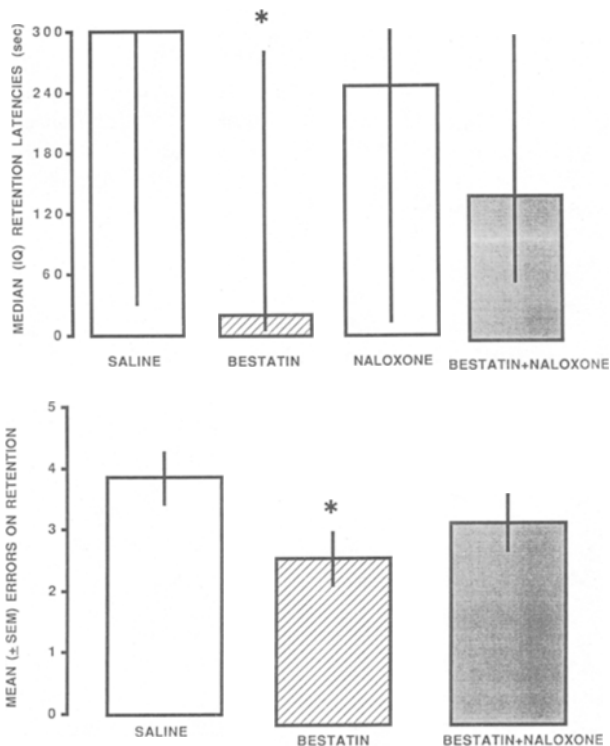 *
300
240
180
120
60
0
MEDIAN (IQ) RETENTION LATENCIES (sec)
SALINE
BESTATIN
NALOXONE
BESTATIN+NALOXONE
5
4
3
2
1
0
MEAN (± SEM) ERRORS ON RETENTION
*
SALINE
BESTATIN
BESTATIN+NALOXONE